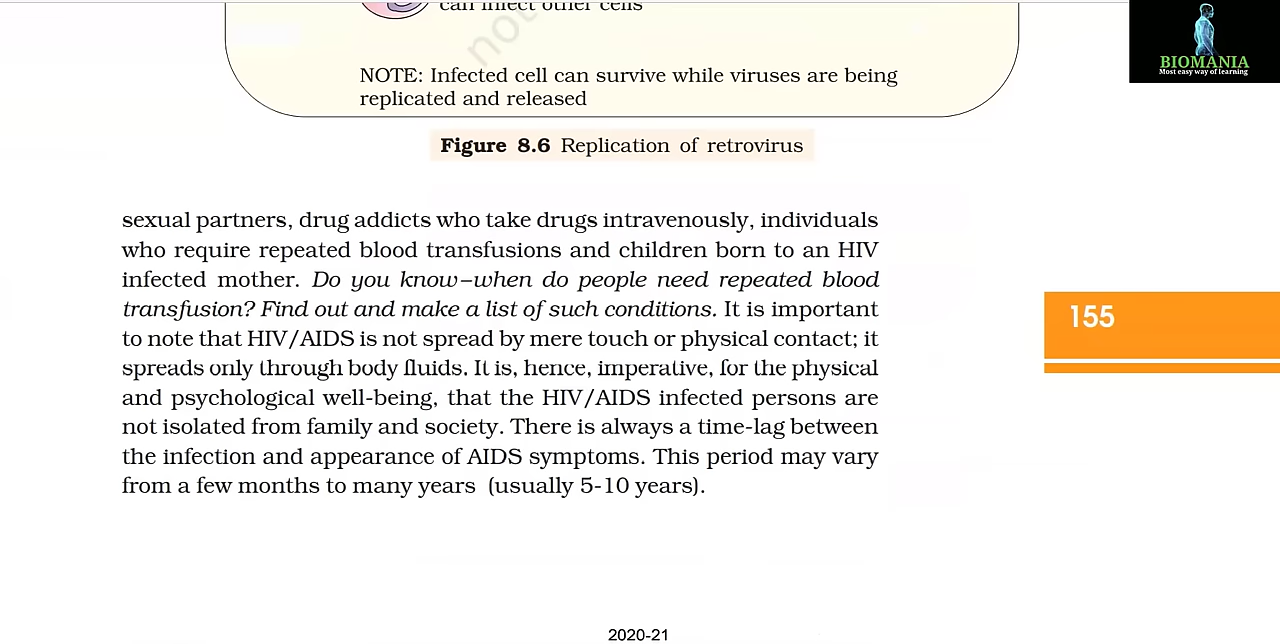 can infect other cells
not
BIOMANIA
Most easy way of learning
NOTE: Infected cell can survive while viruses are being
replicated and released
Figure 8.6 Replication of retrovirus
sexual partners, drug addicts who take drugs intravenously, individuals
who require repeated blood transfusions and children born to an HIV
infected mother. Do you know–when do people need repeated blood
transfusion? Find out and make a list of such conditions. It is important
to note that HIV/AIDS is not spread by mere touch or physical contact; it
spreads only through body fluids. It is, hence, imperative, for the physical
and psychological well-being, that the HIV/AIDS infected persons are
not isolated from family and society. There is always a time-lag between
the infection and appearance of AIDS symptoms. This period may vary
from a few months to many years (usually 5-10 years).
155
2020-21